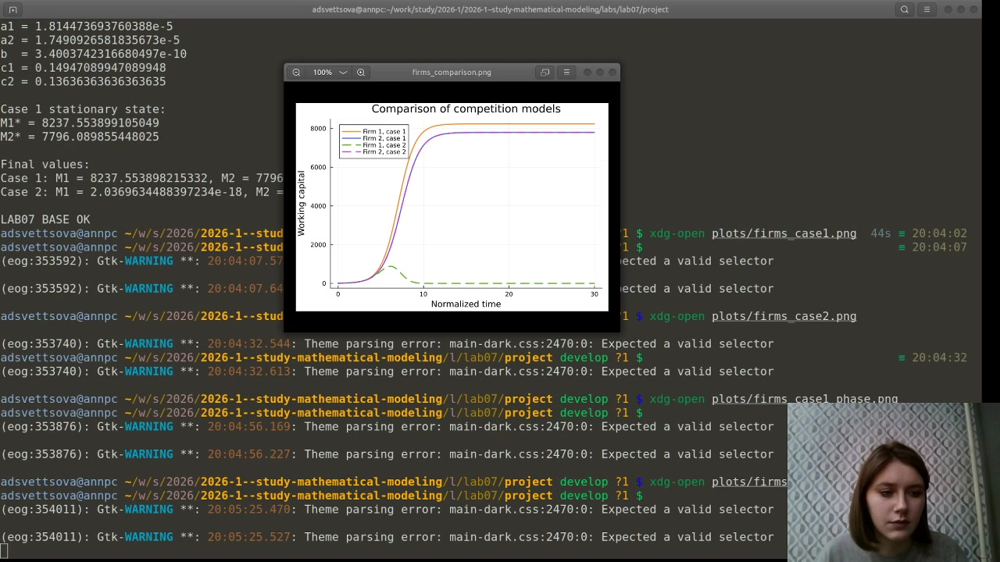 adsvettsova@annpc:~/work/study/2026-1/2026-1--study-mathematical-modeling/labs/lab07/project
a1 = 1.814473693760388e-5
a2 = 1.7490926581835673e-5
b  = 3.4003742316680497e-10
c1 = 0.14947089947089948
c2 = 0.13636363636363635
Case 1 stationary state:
M1* = 8237.553899105049
M2* = 7796.089855448025
Final values:
Case 1: M1 = 8237.553898215332, M2 = 7796
Case 2: M1 = 2.0369634488397234e-18, M2 =
LAB07 BASE OK
adsvettsova@annpc ~/w/s/2026/2026-1--stud ?1 $ xdg-open plots/firms_case1.png 44s ≡ 20:04:02
adsvettsova@annpc ~/w/s/2026/2026-1--stud ?1 $ ≡ 20:04:07
(eog:353592): Gtk-WARNING **: 20:04:07.57 pected a valid selector
(eog:353592): Gtk-WARNING **: 20:04:07.64 pected a valid selector
adsvettsova@annpc ~/w/s/2026/2026-1--stud ?1 $ xdg-open plots/firms_case2.png
(eog:353740): Gtk-WARNING **: 20:04:32.544: Theme parsing error: main-dark.css:2470:0: Expected a valid selector
adsvettsova@annpc ~/w/s/2026/2026-1--study-mathematical-modeling/l/lab07/project develop ?1 $ ≡ 20:04:32
(eog:353740): Gtk-WARNING **: 20:04:32.613: Theme parsing error: main-dark.css:2470:0: Expected a valid selector
adsvettsova@annpc ~/w/s/2026/2026-1--study-mathematical-modeling/l/lab07/project develop ?1 $ xdg-open plots/firms_case1_phase.png
adsvettsova@annpc ~/w/s/2026/2026-1--study-mathematical-modeling/l/lab07/project develop ?1 $
(eog:353876): Gtk-WARNING **: 20:04:56.169: Theme parsing error: main-dark.css:2470:0: Expected a valid selector
(eog:353876): Gtk-WARNING **: 20:04:56.227: Theme parsing error: main-dark.css:2470:0: Expected a valid selector
adsvettsova@annpc ~/w/s/2026/2026-1--study-mathematical-modeling/l/lab07/project develop ?1 $ xdg-open plots/firms
adsvettsova@annpc ~/w/s/2026/2026-1--study-mathematical-modeling/l/lab07/project develop ?1 $
(eog:354011): Gtk-WARNING **: 20:05:25.470: Theme parsing error: main-dark.css:2470:0: Expected a valid selector
(eog:354011): Gtk-WARNING **: 20:05:25.527: Theme parsing error: main-dark.css:2470:0: Expected a valid selector
100%
firms_comparison.png
Comparison of competition models
Firm 1, case 1
Firm 2, case 1
Firm 1, case 2
Firm 2, case 2
Working capital
8000
6000
4000
2000
0
0 10 20 30
Normalized time